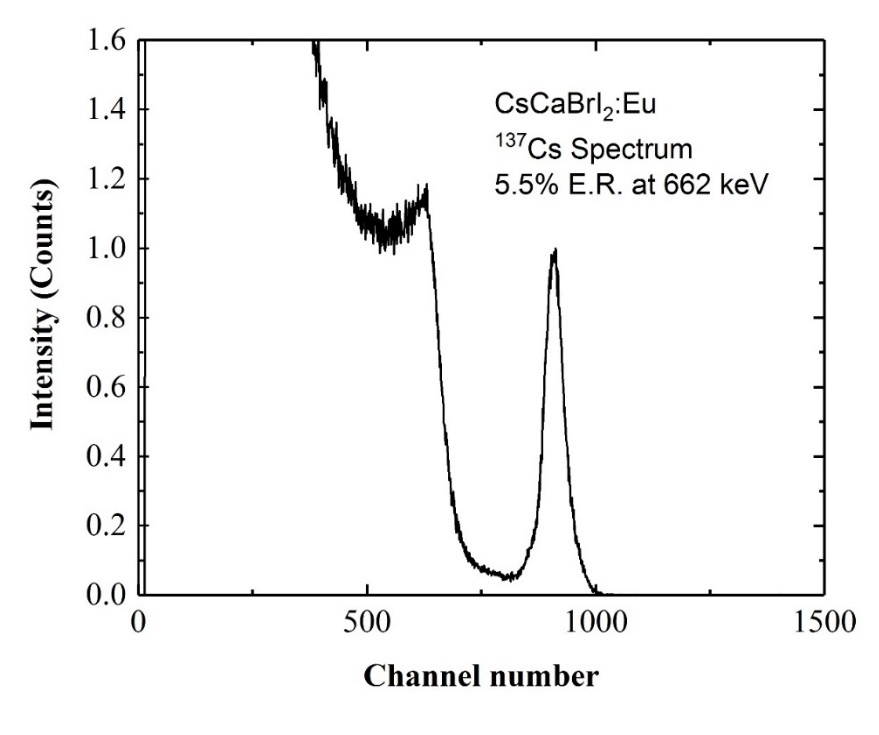 1.6
1.4
1.2
1.0
0.8
0.6
0.4
0.2
0.0
Intensity (Counts)
CsCaBrI₂:Eu
¹³⁷Cs Spectrum
5.5% E.R. at 662 keV
0 500 1000 1500
Channel number